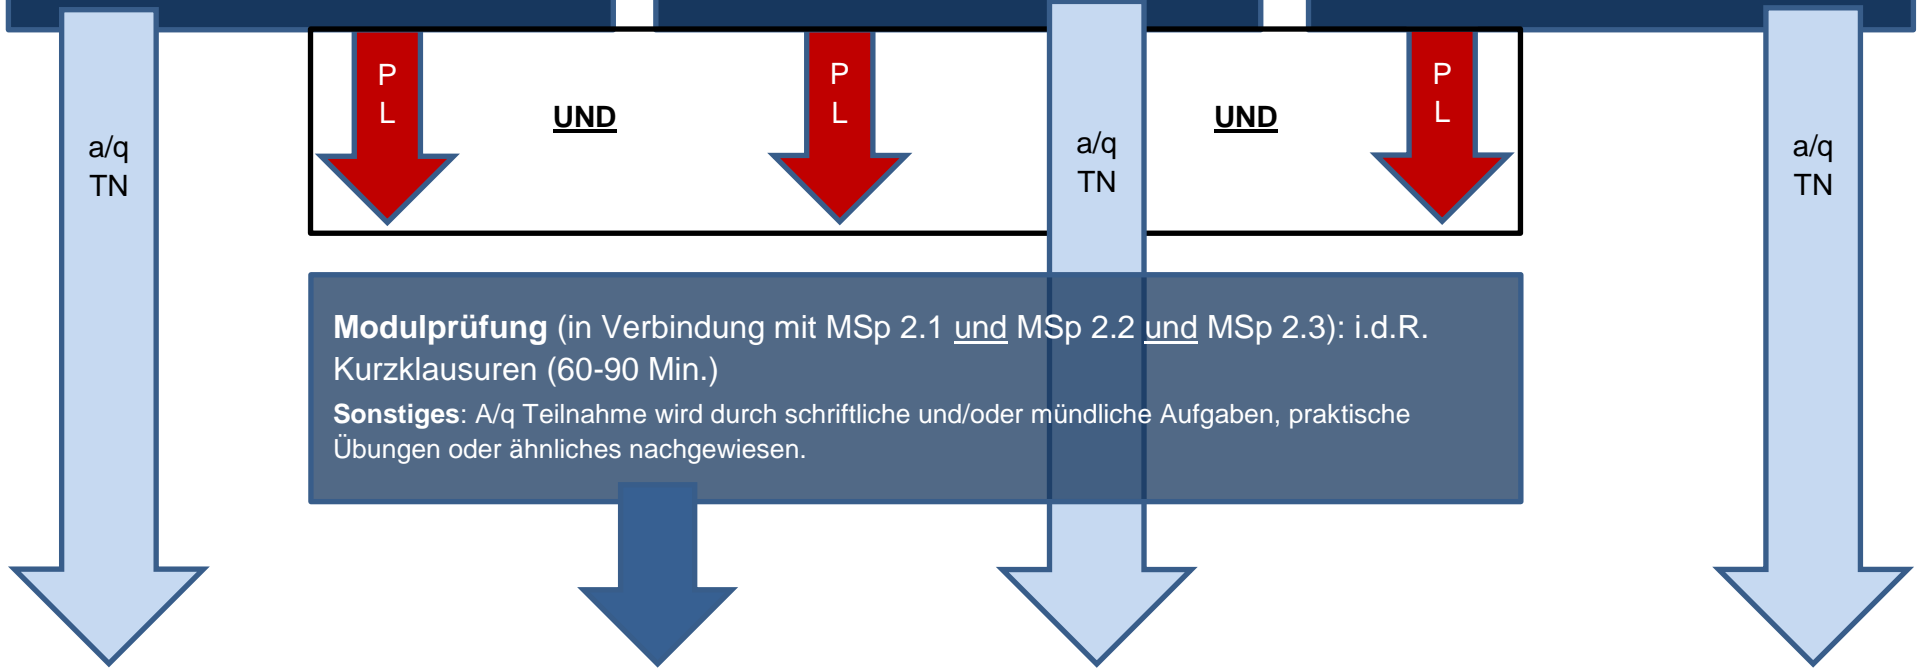 P
L
UND
P
L
UND
P
L
a/q
TN
a/q
TN
a/q
TN
Modulprüfung (in Verbindung mit MSp 2.1 und MSp 2.2 und MSp 2.3): i.d.R.
Kurzklausuren (60-90 Min.)
Sonstiges: A/q Teilnahme wird durch schriftliche und/oder mündliche Aufgaben, praktische
Übungen oder ähnliches nachgewiesen.